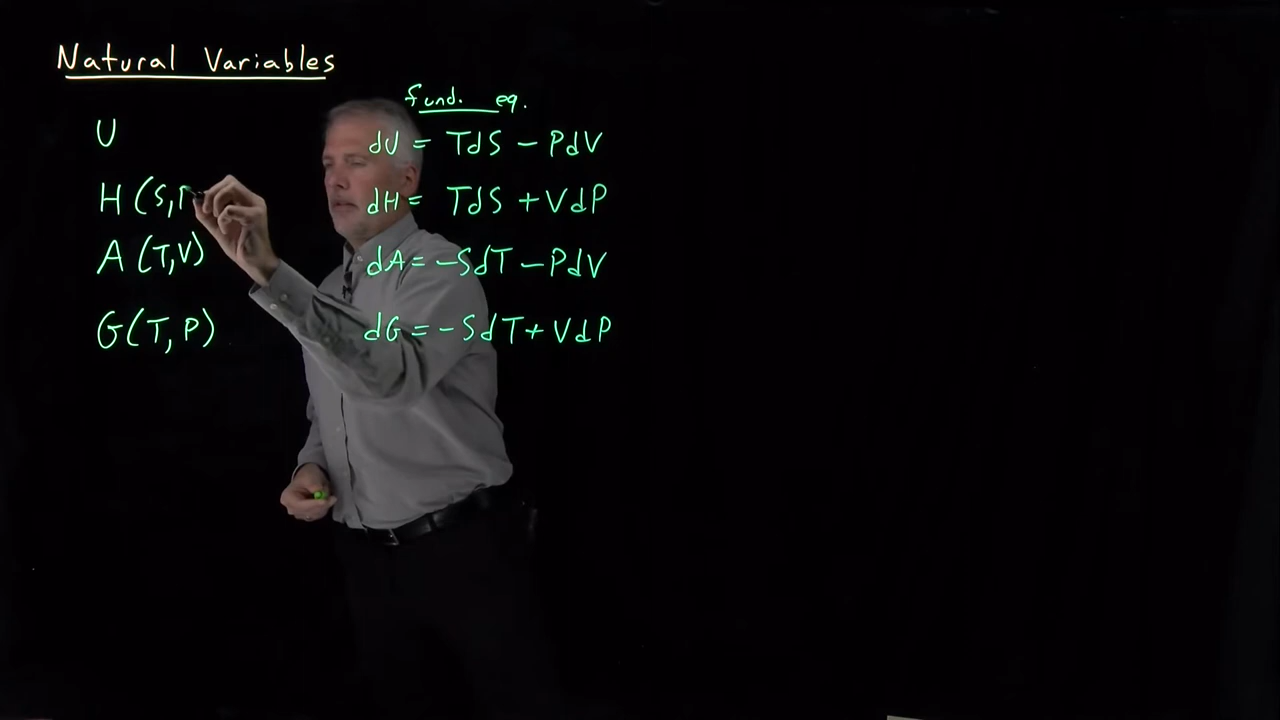 Natural Variables
fund. eq.
U dU = TdS - PdV
H (S, dH = TdS + VdP
A (T,V) dA = -SdT - PdV
G(T, P) dG = -SdT + VdP